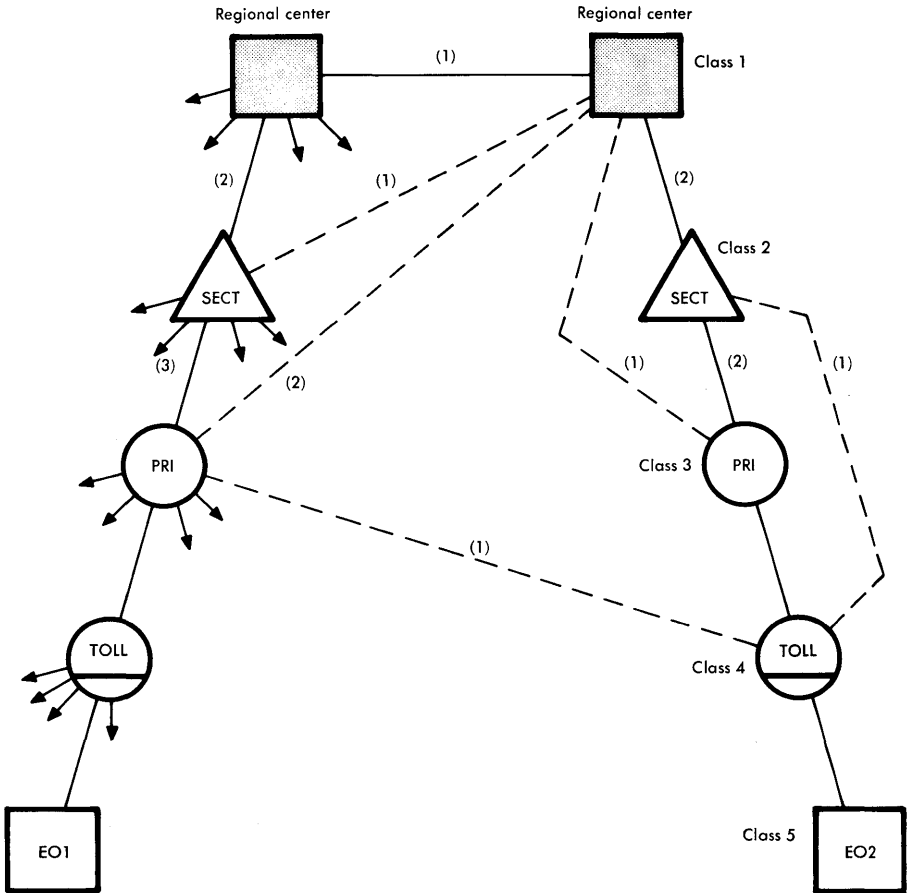 Regional center
Regional center
(1)
Class 1
(2)
(1)
(2)
Class 2
SECT
SECT
(3)
(2)
(1)
(2)
(1)
PRI
Class 3
PRI
(1)
TOLL
TOLL
Class 4
Class 5
EO1
EO2